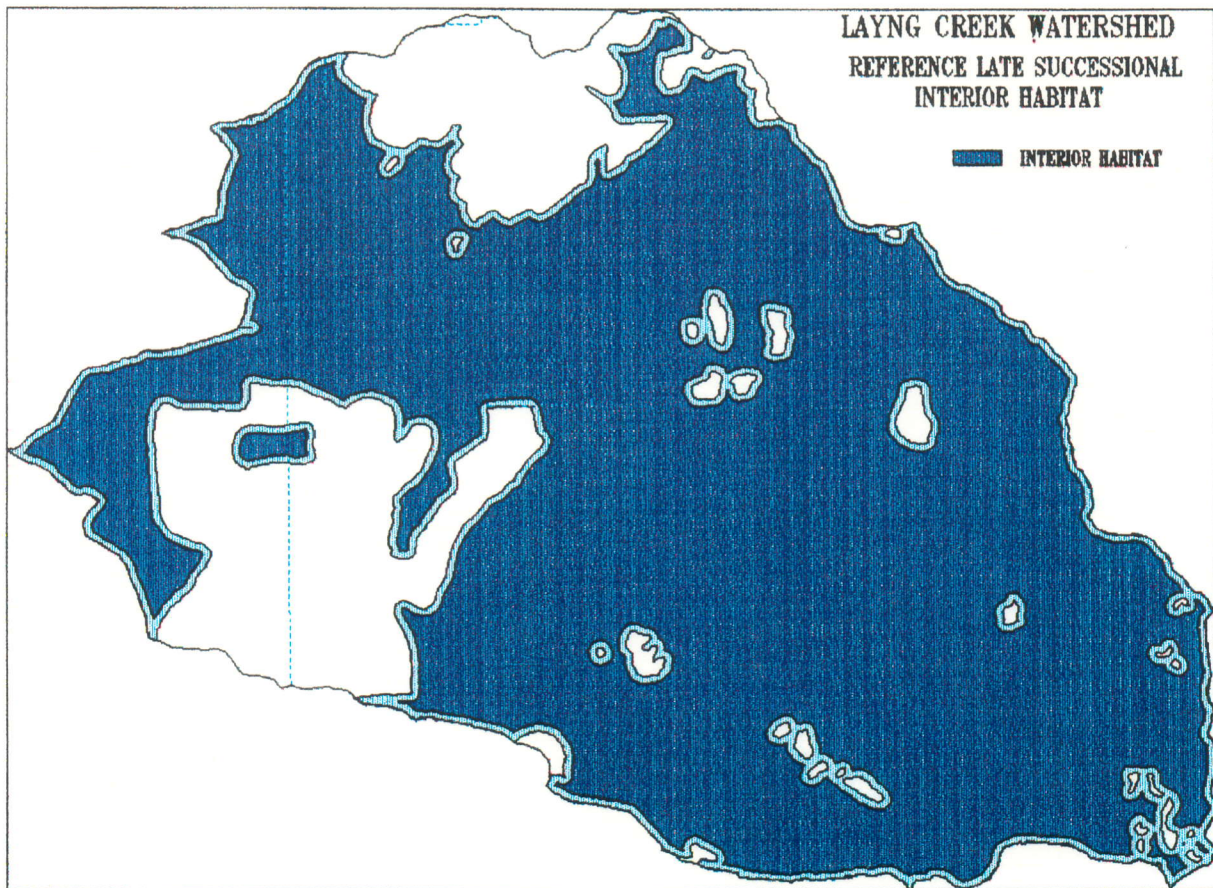 LAYNG CREEK WATERSHED
REFERENCE LATE SUCCESSIONAL
INTERIOR HABITAT
INTERIOR HABITAT